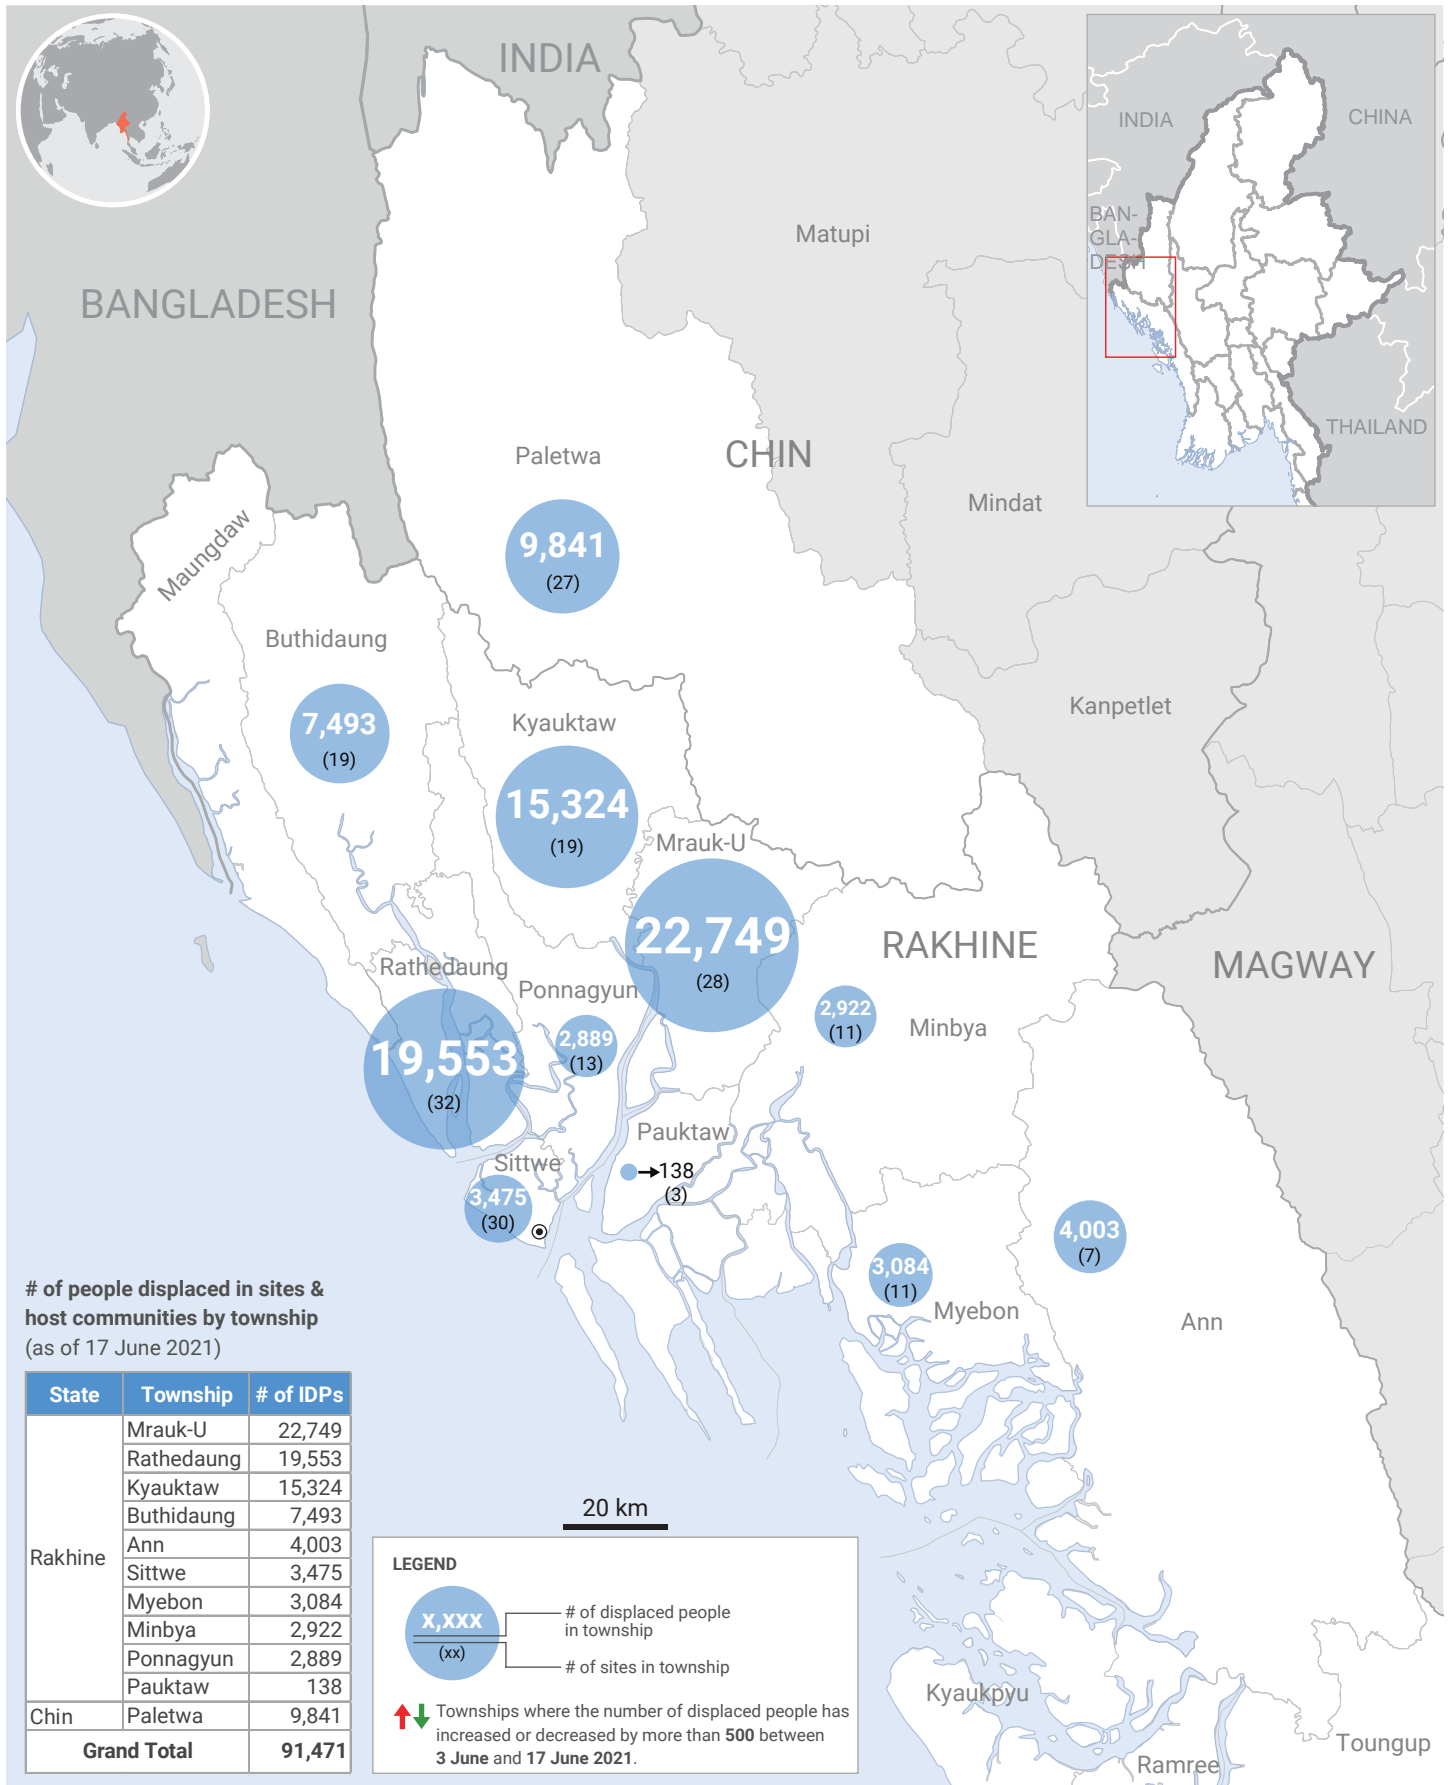 INDIA
INDIA
CHINA
BAN-
GLA-
DESH
THAILAND
Matupi
BANGLADESH
Paletwa
CHIN
9,841
(27)
Mindat
Maungdaw
Buthidaung
7,493
(19)
Kyauktaw
15,324
(19)
Kanpetlet
Mrauk-U
22,749
(28)
RAKHINE
MAGWAY
Rathedaung
19,553
(32)
Ponnagyun
2,889
(13)
2,922
(11)
Minbya
Pauktaw
138
(3)
Sittwe
3,475
(30)
4,003
(7)
3,084
(11)
Myebon
Ann
# of people displaced in sites &
host communities by township
(as of 17 June 2021)
State Township # of IDPs
Rakhine
Mrauk-U 22,749
Rathedaung 19,553
Kyauktaw 15,324
Buthidaung 7,493
Ann 4,003
Sittwe 3,475
Myebon 3,084
Minbya 2,922
Ponnagyun 2,889
Pauktaw 138
Chin Paletwa 9,841
Grand Total 91,471
20 km
LEGEND
x,xxx
(xx)
# of displaced people
in township
# of sites in township
Townships where the number of displaced people has
increased or decreased by more than 500 between
3 June and 17 June 2021.
Kyaukpyu
Ramree
Toungup